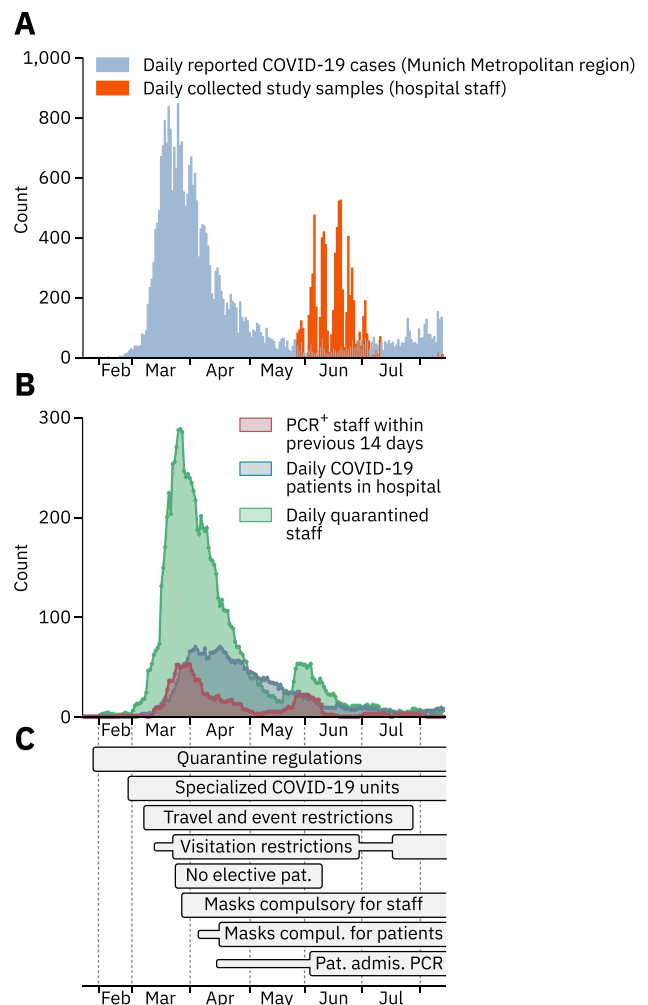 A
1,000
Daily reported COVID-19 cases (Munich Metropolitan region)
Daily collected study samples (hospital staff)
800
600
Count
400
200
0
Feb Mar Apr May Jun Jul
B
300
PCR+ staff within
previous 14 days
Daily COVID-19
patients in hospital
Daily quarantined
staff
200
Count
100
0
Feb Mar Apr May Jun Jul
C
Quarantine regulations
Specialized COVID-19 units
Travel and event restrictions
Visitation restrictions
No elective pat.
Masks compulsory for staff
Masks compul. for patients
Pat. admis. PCR
Feb Mar Apr May Jun Jul